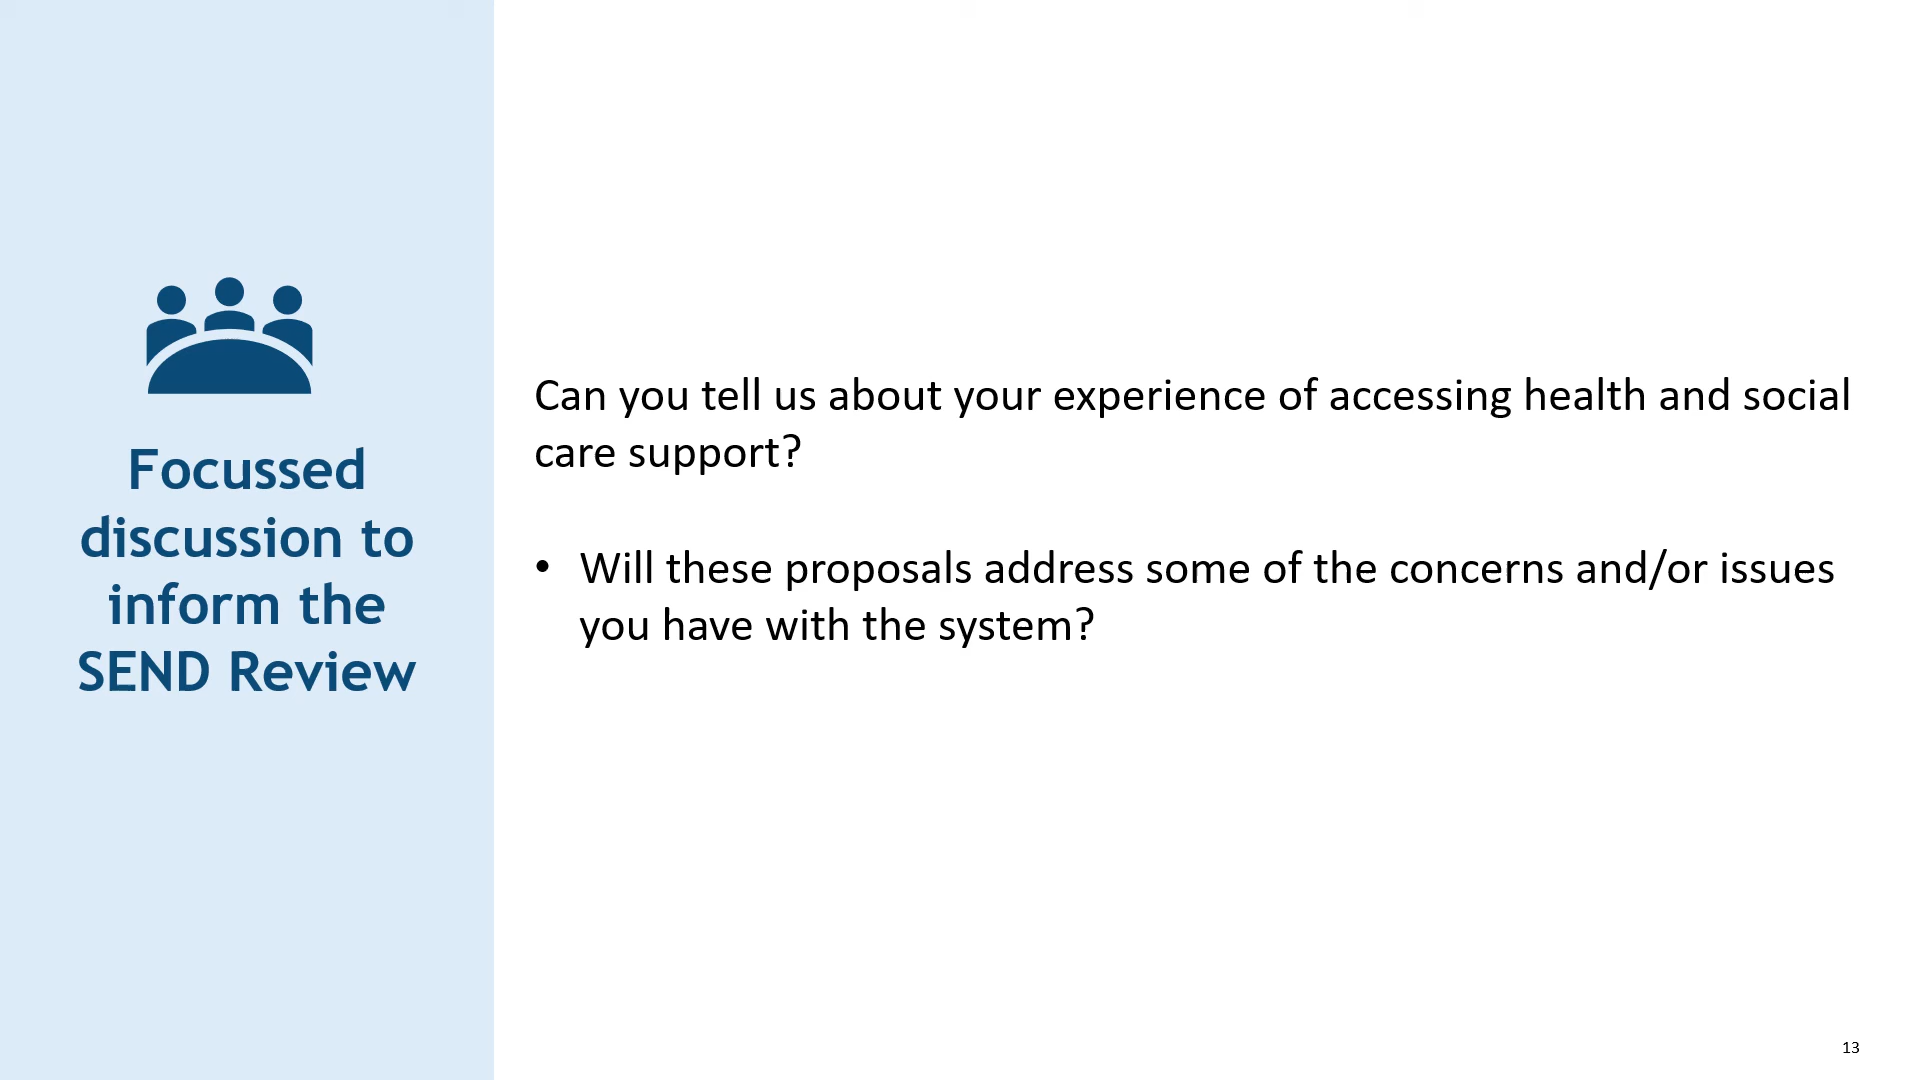 Focussed
discussion to
inform the
SEND Review
Can you tell us about your experience of accessing health and social
care support?
• Will these proposals address some of the concerns and/or issues
you have with the system?
13